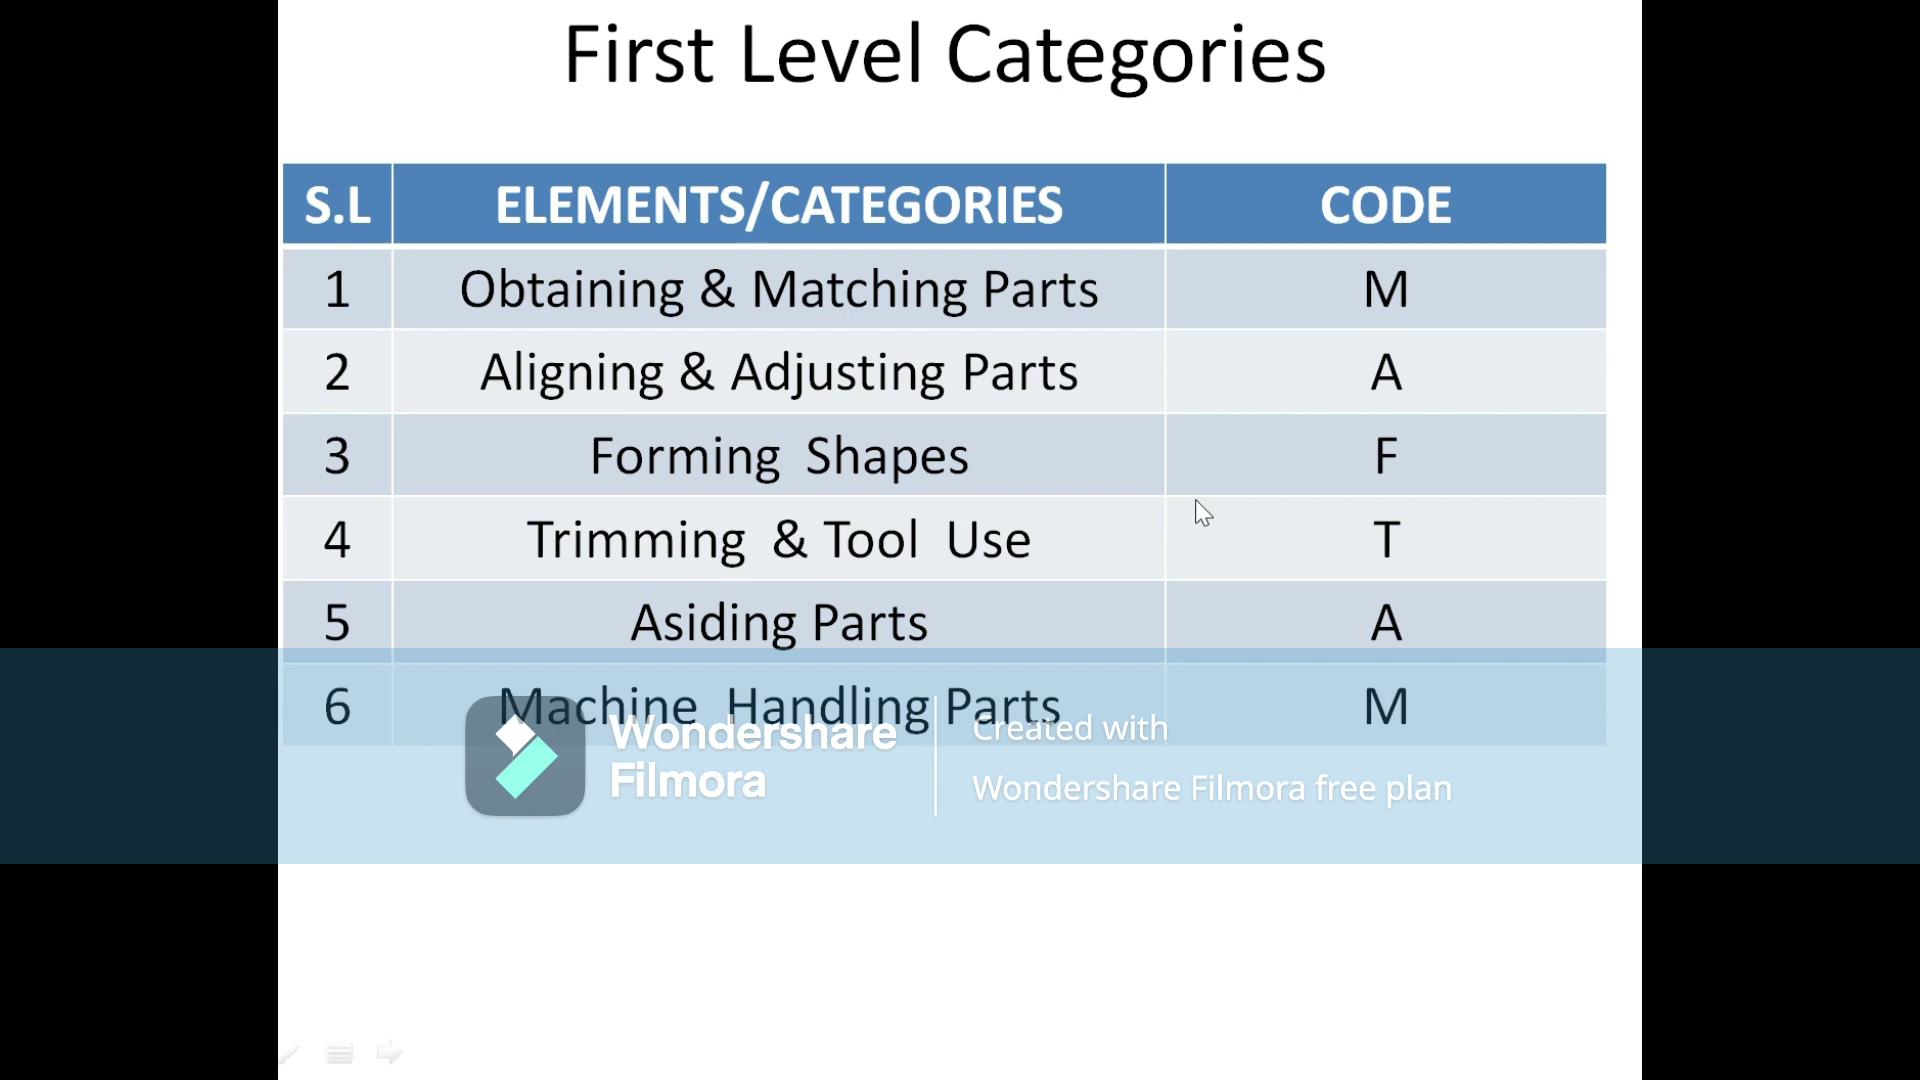 First Level Categories
S.L ELEMENTS/CATEGORIES CODE
1 Obtaining & Matching Parts M
2 Aligning & Adjusting Parts A
3 Forming Shapes F
4 Trimming & Tool Use T
5 Asiding Parts A
6 Machine Handling Parts M
Wondershare
Filmora
Created with
Wondershare Filmora free plan